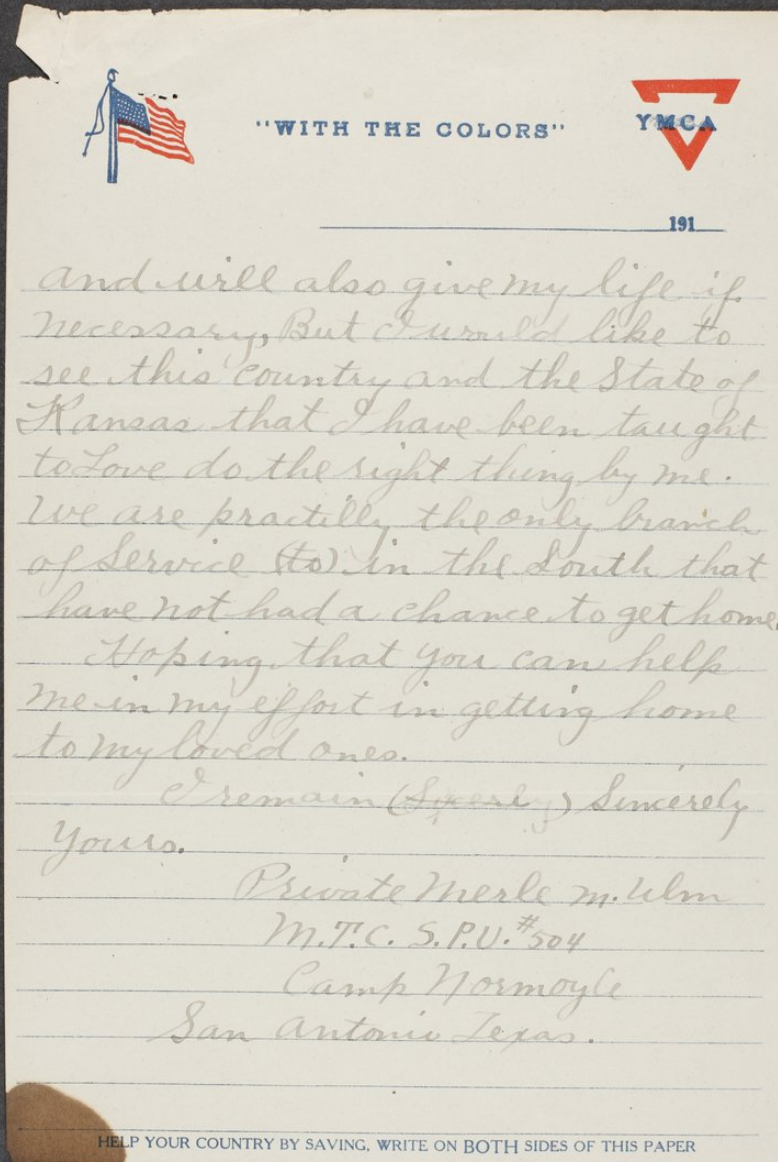 "WITH THE COLORS"
YMCA
191
and will also give my life if
necessary, But I would like to
see this country and the State of
Kansas that I have been taught
to Love do the right thing by me.
We are practilly the only branch
of Service (to) in the South that
have not had a chance to get home.
Hoping that you can help
me in my effort in getting home
to my loved ones.
I remain ( ) Sincerely
Yours.
Private Merle M. Ulm
M.T.C. S.P.U. #504
Camp Normoyle
San Antonio Texas.
HELP YOUR COUNTRY BY SAVING, WRITE ON BOTH SIDES OF THIS PAPER